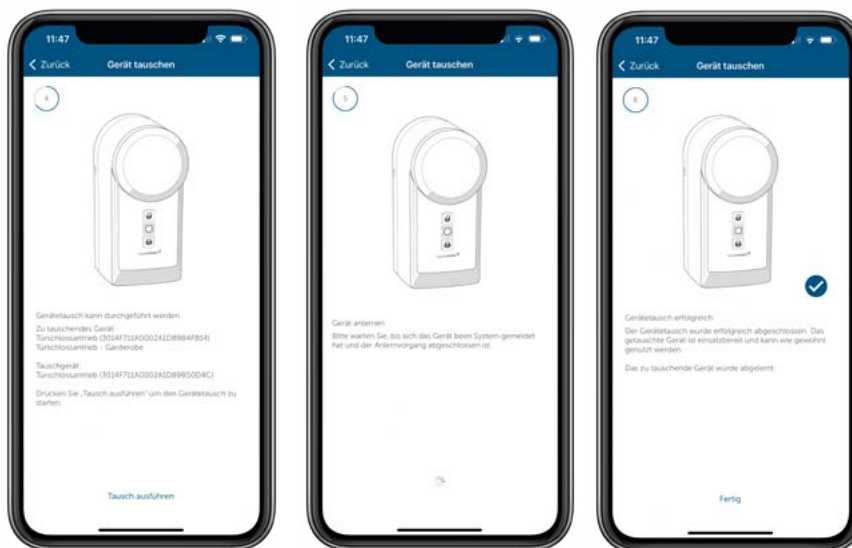 11:47
Zurück
Gerät tauschen
4
Gerätetausch kann durchgeführt werden
Zu tauschendes Gerät:
Türschlossantrieb (3014F711A0002A1D89B4FB14)
Türschlossantrieb - Garderobe
Tauschgerät:
Türschlossantrieb (3014F711A0002A1D89B50D4C)
Drücken Sie „Tausch ausführen" um den Gerätetausch zu
starten.
Tausch ausführen
11:47
Zurück
Gerät tauschen
5
Gerät anlernen
Bitte warten Sie, bis sich das Gerät beim System gemeldet
hat und der Anlernvorgang abgeschlossen ist.
11:47
Zurück
Gerät tauschen
6
Gerätetausch erfolgreich
Der Gerätetausch wurde erfolgreich abgeschlossen. Das
getauschte Gerät ist einsatzbereit und kann wie gewohnt
genutzt werden.
Das zu tauschende Gerät wurde abgelernt.
Fertig